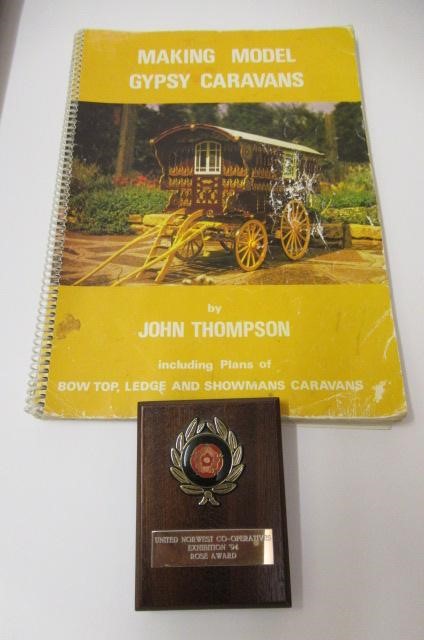 MAKING MODEL
GYPSY CARAVANS
by
JOHN THOMPSON
including Plans of
BOW TOP, LEDGE AND SHOWMANS CARAVANS
UNITED NORWEST CO-OPERATIVES
EXHIBITION '94
ROSE AWARD